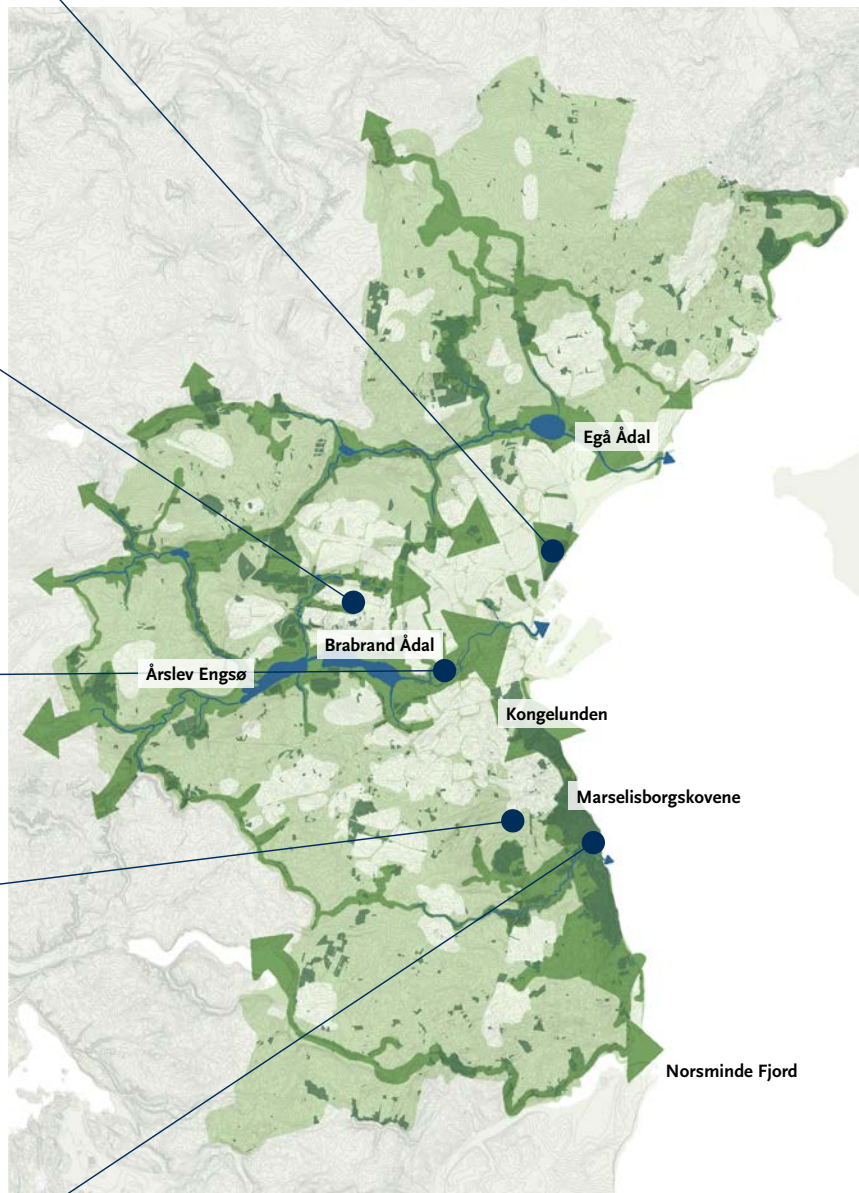 Egå Ådal
Brabrand Ådal
Årslev Engsø
Kongelunden
Marselisborgskovene
Norsminde Fjord